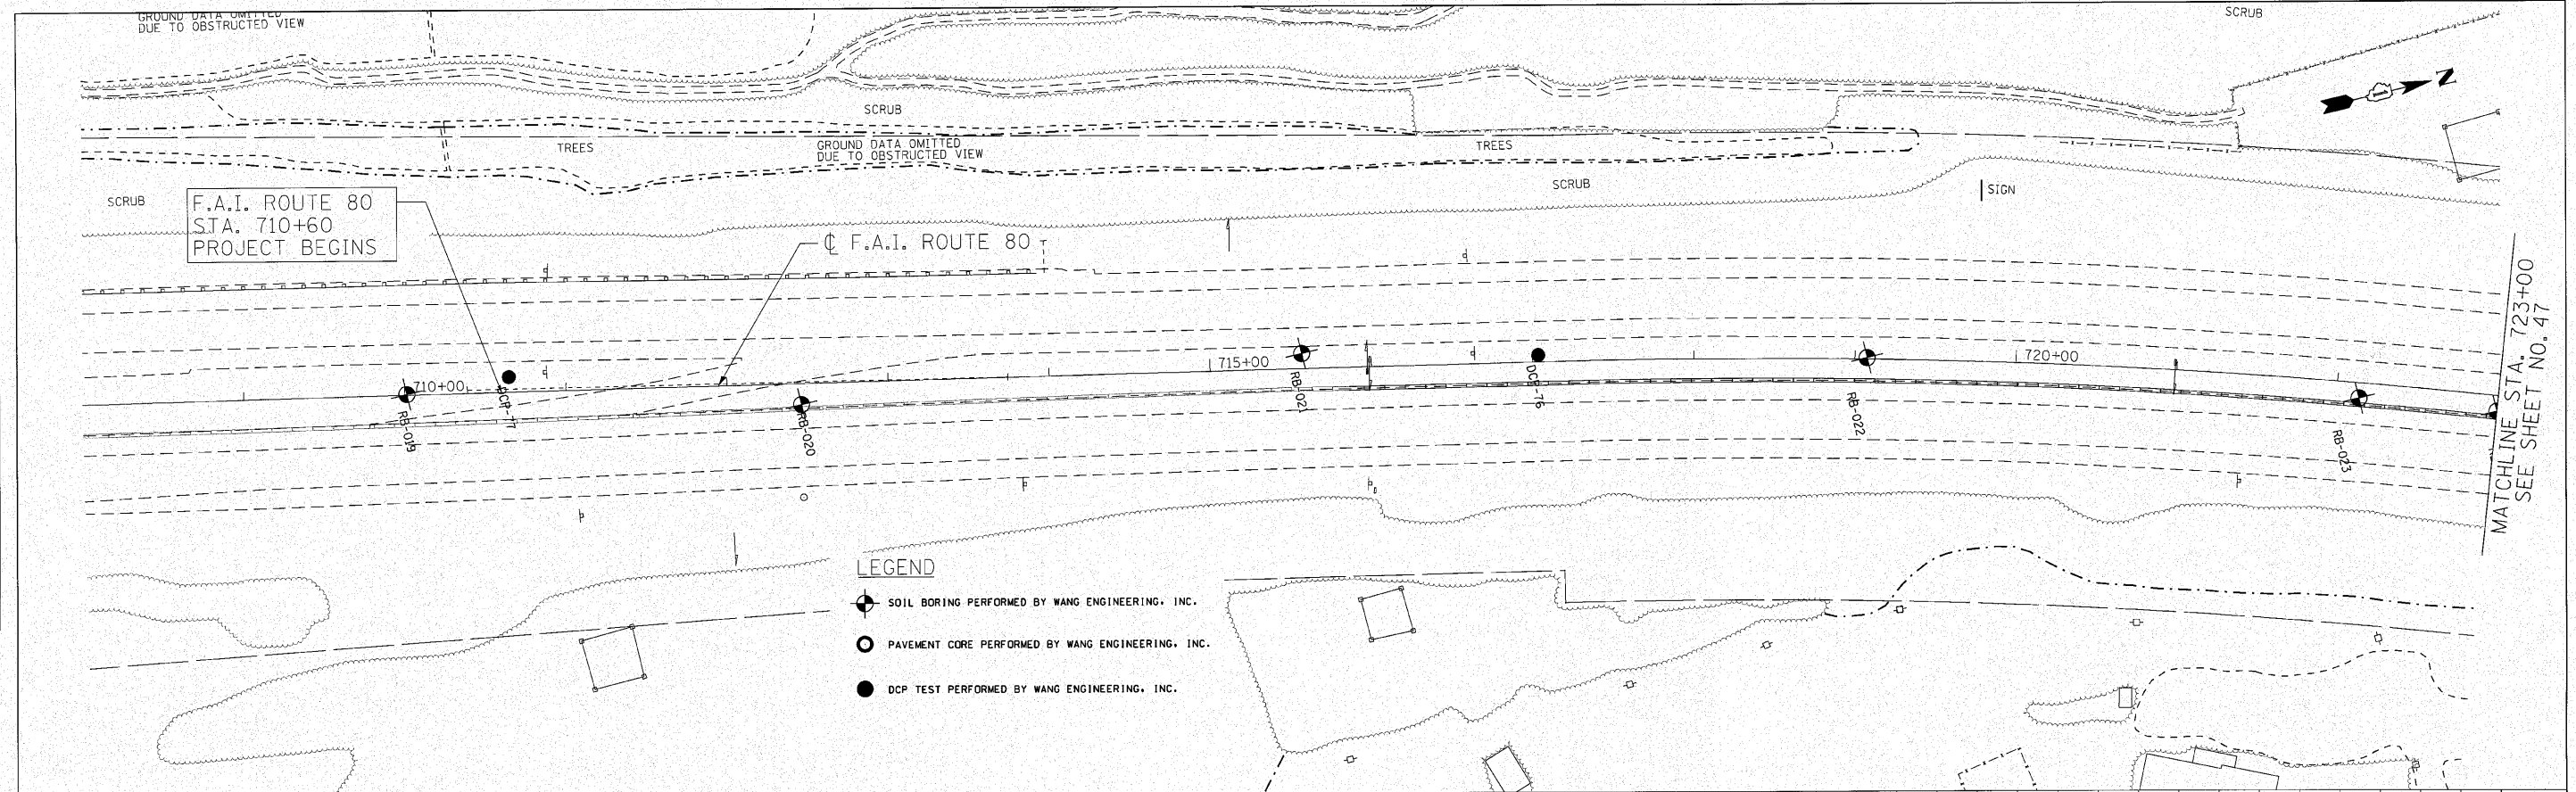 GROUND DATA OMITTED
DUE TO OBSTRUCTED VIEW
SCRUB
N
SCRUB
TREES
GROUND DATA OMITTED
DUE TO OBSTRUCTED VIEW
TREES
SCRUB
SIGN
SCRUB
F.A.I. ROUTE 80
STA. 710+60
PROJECT BEGINS
℄ F.A.I. ROUTE 80
710+00
715+00
720+00
RB-019
DCP-77
RB-020
RB-021
DCP-76
RB-022
RB-023
MATCHLINE STA. 723+00
SEE SHEET NO. 47
LEGEND
SOIL BORING PERFORMED BY WANG ENGINEERING, INC.
PAVEMENT CORE PERFORMED BY WANG ENGINEERING, INC.
DCP TEST PERFORMED BY WANG ENGINEERING, INC.